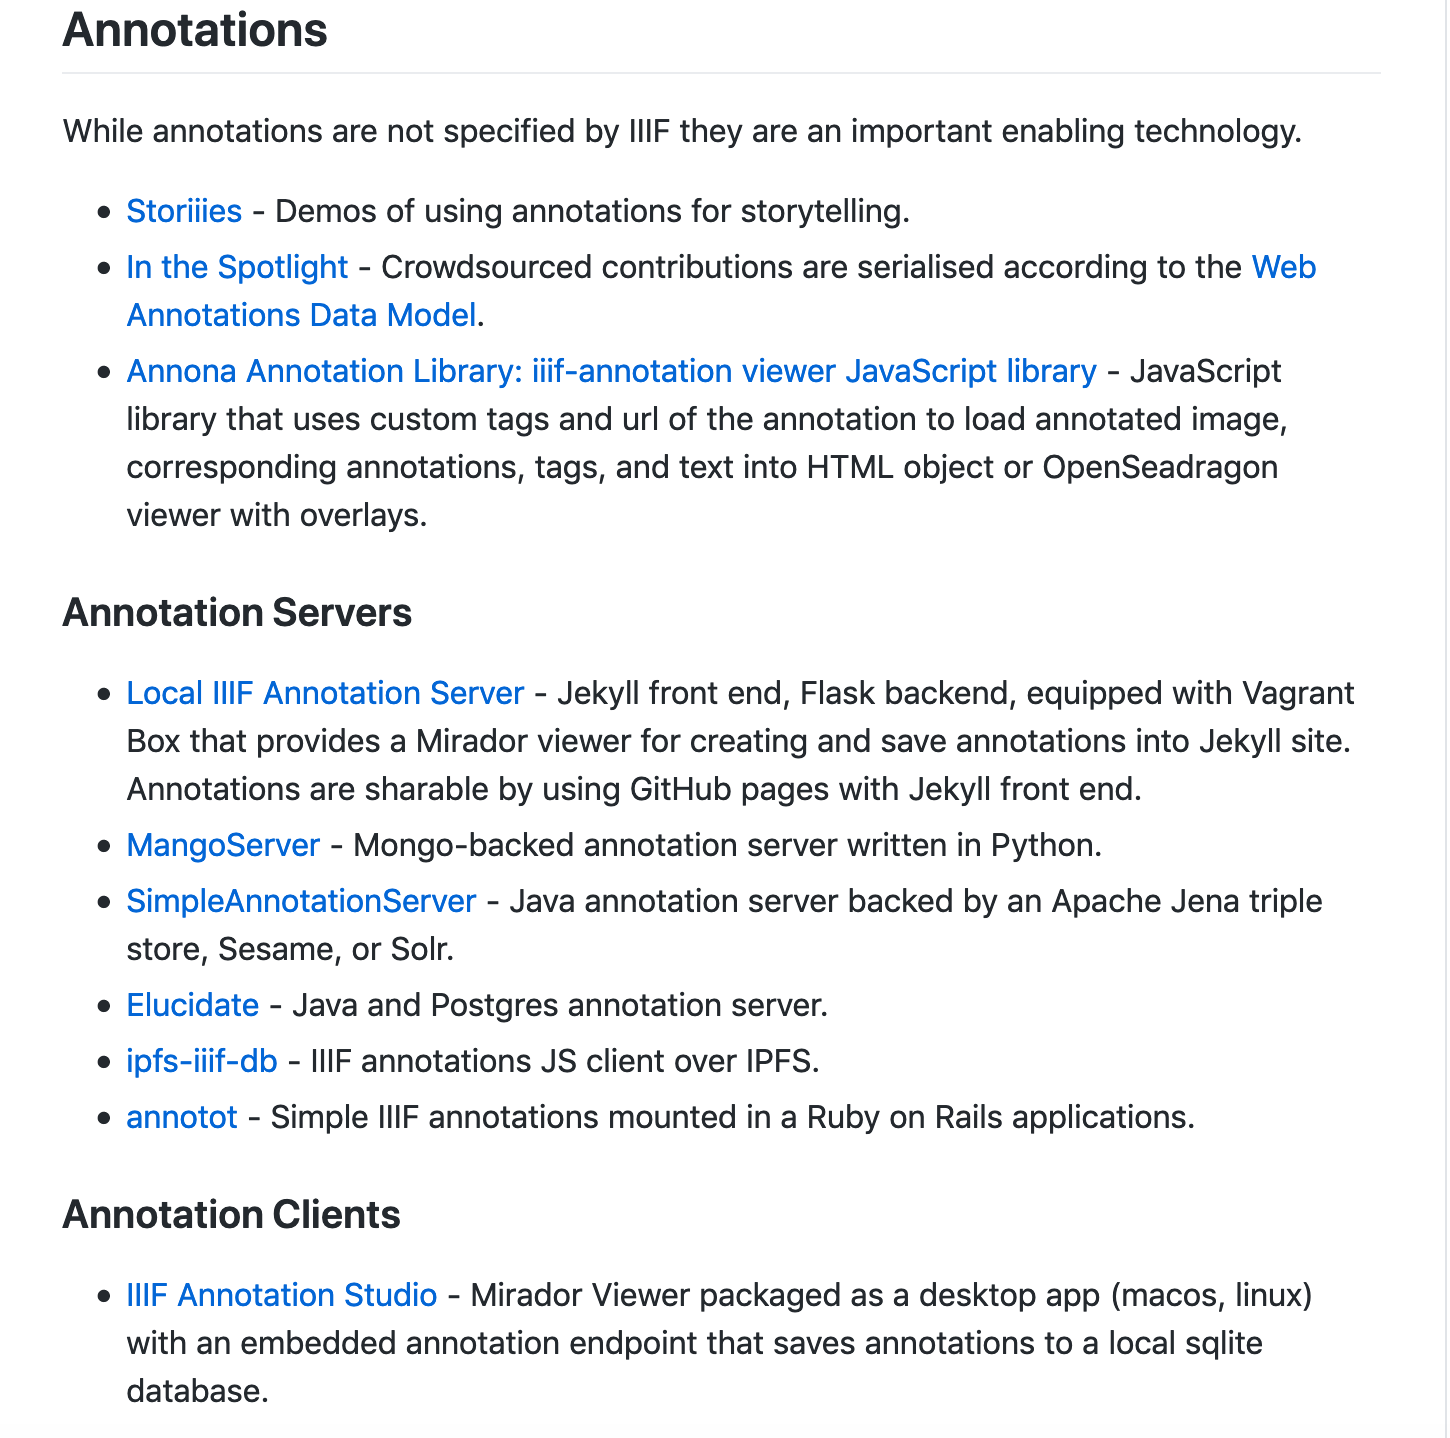 Annotations
While annotations are not specified by IIIF they are an important enabling technology.
• Storiiies - Demos of using annotations for storytelling.
• In the Spotlight - Crowdsourced contributions are serialised according to the Web
Annotations Data Model.
• Annona Annotation Library: iiif-annotation viewer JavaScript library - JavaScript
library that uses custom tags and url of the annotation to load annotated image,
corresponding annotations, tags, and text into HTML object or OpenSeadragon
viewer with overlays.
Annotation Servers
• Local IIIF Annotation Server - Jekyll front end, Flask backend, equipped with Vagrant
Box that provides a Mirador viewer for creating and save annotations into Jekyll site.
Annotations are sharable by using GitHub pages with Jekyll front end.
• MangoServer - Mongo-backed annotation server written in Python.
• SimpleAnnotationServer - Java annotation server backed by an Apache Jena triple
store, Sesame, or Solr.
• Elucidate - Java and Postgres annotation server.
• ipfs-iiif-db - IIIF annotations JS client over IPFS.
• annotot - Simple IIIF annotations mounted in a Ruby on Rails applications.
Annotation Clients
• IIIF Annotation Studio - Mirador Viewer packaged as a desktop app (macos, linux)
with an embedded annotation endpoint that saves annotations to a local sqlite
database.